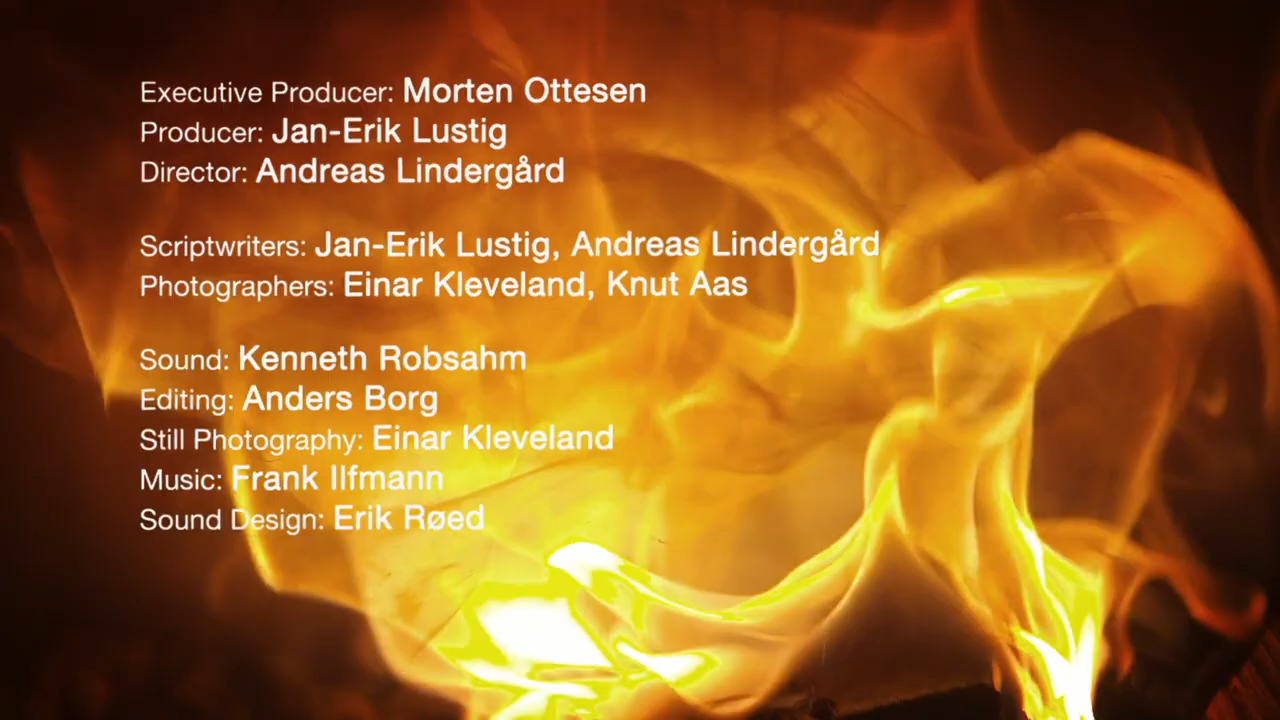 Executive Producer: Morten Ottesen
Producer: Jan-Erik Lustig
Director: Andreas Lindergård
Scriptwriters: Jan-Erik Lustig, Andreas Lindergård
Photographers: Einar Kleveland, Knut Aas
Sound: Kenneth Robsahm
Editing: Anders Borg
Still Photography: Einar Kleveland
Music: Frank Ilfmann
Sound Design: Erik Røed